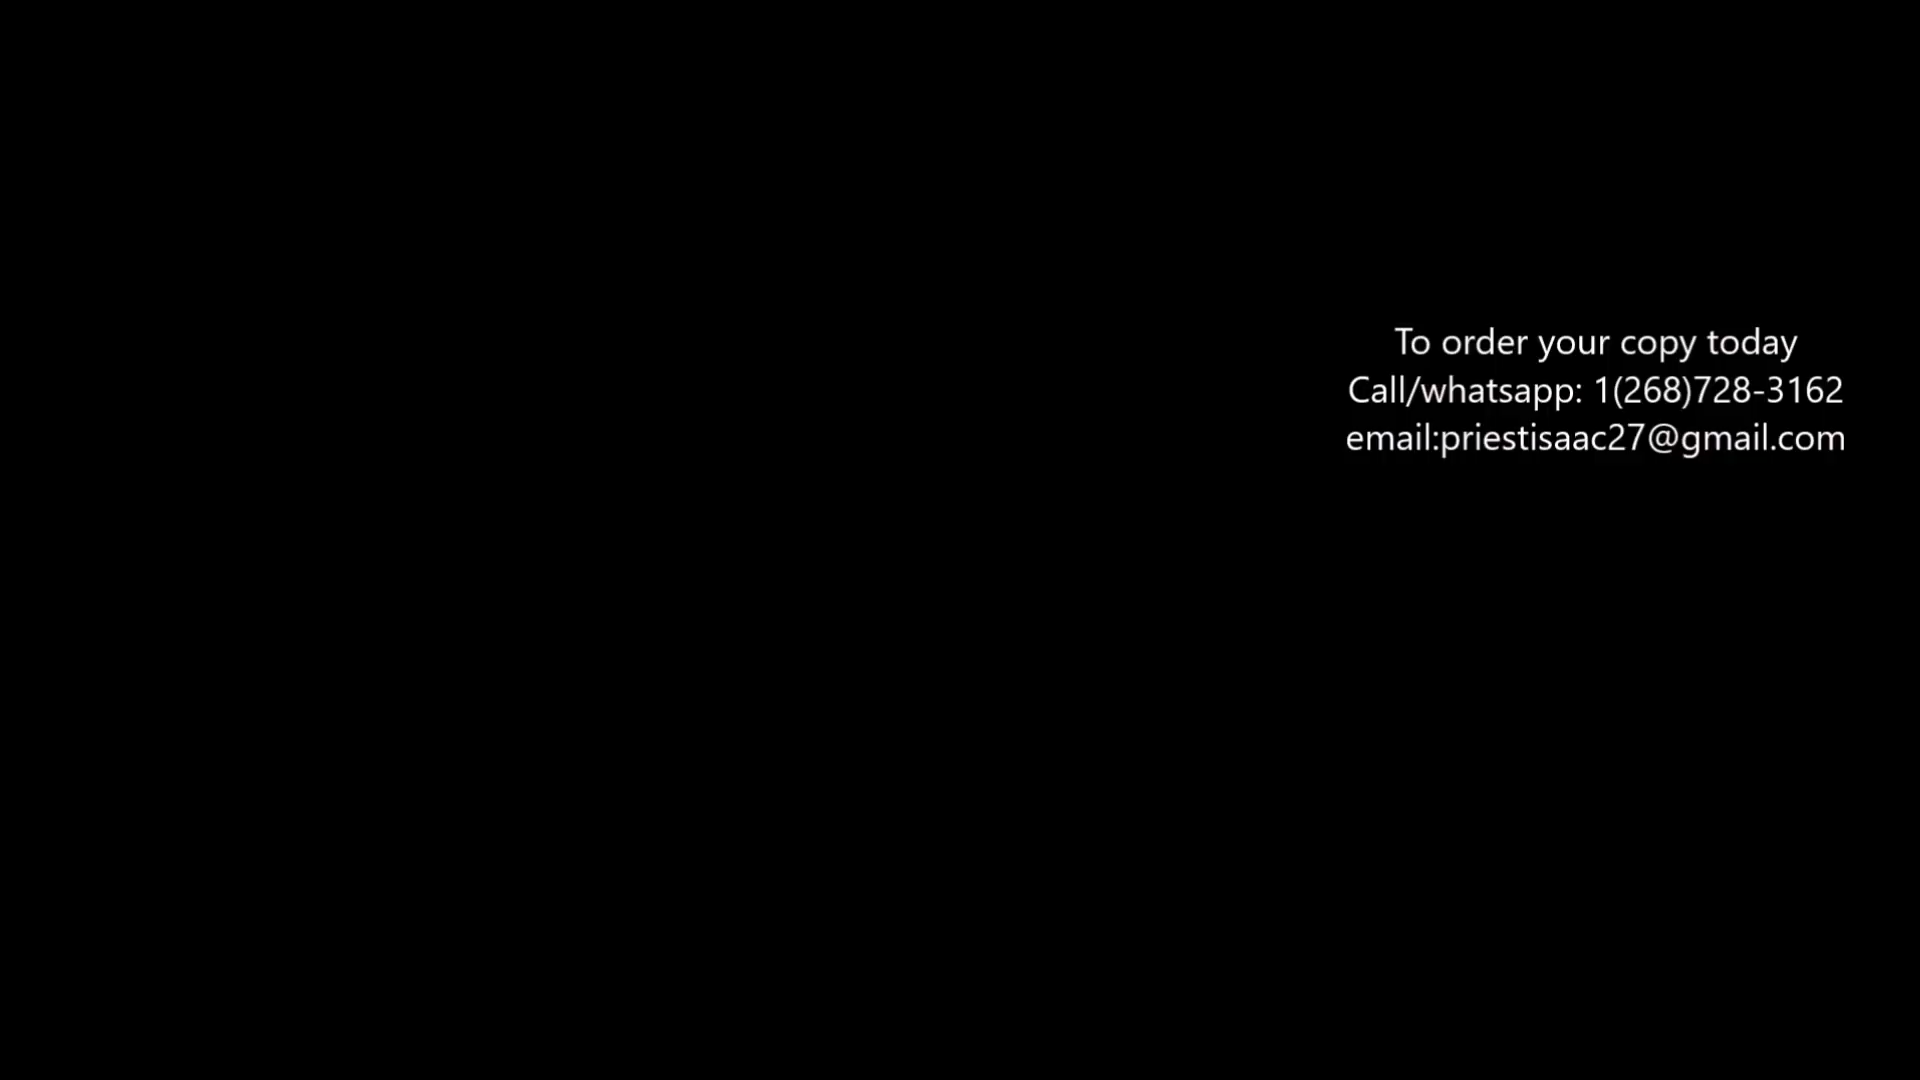 To order your copy today
Call/whatsapp: 1(268)728-3162
email:priestisaac27@gmail.com